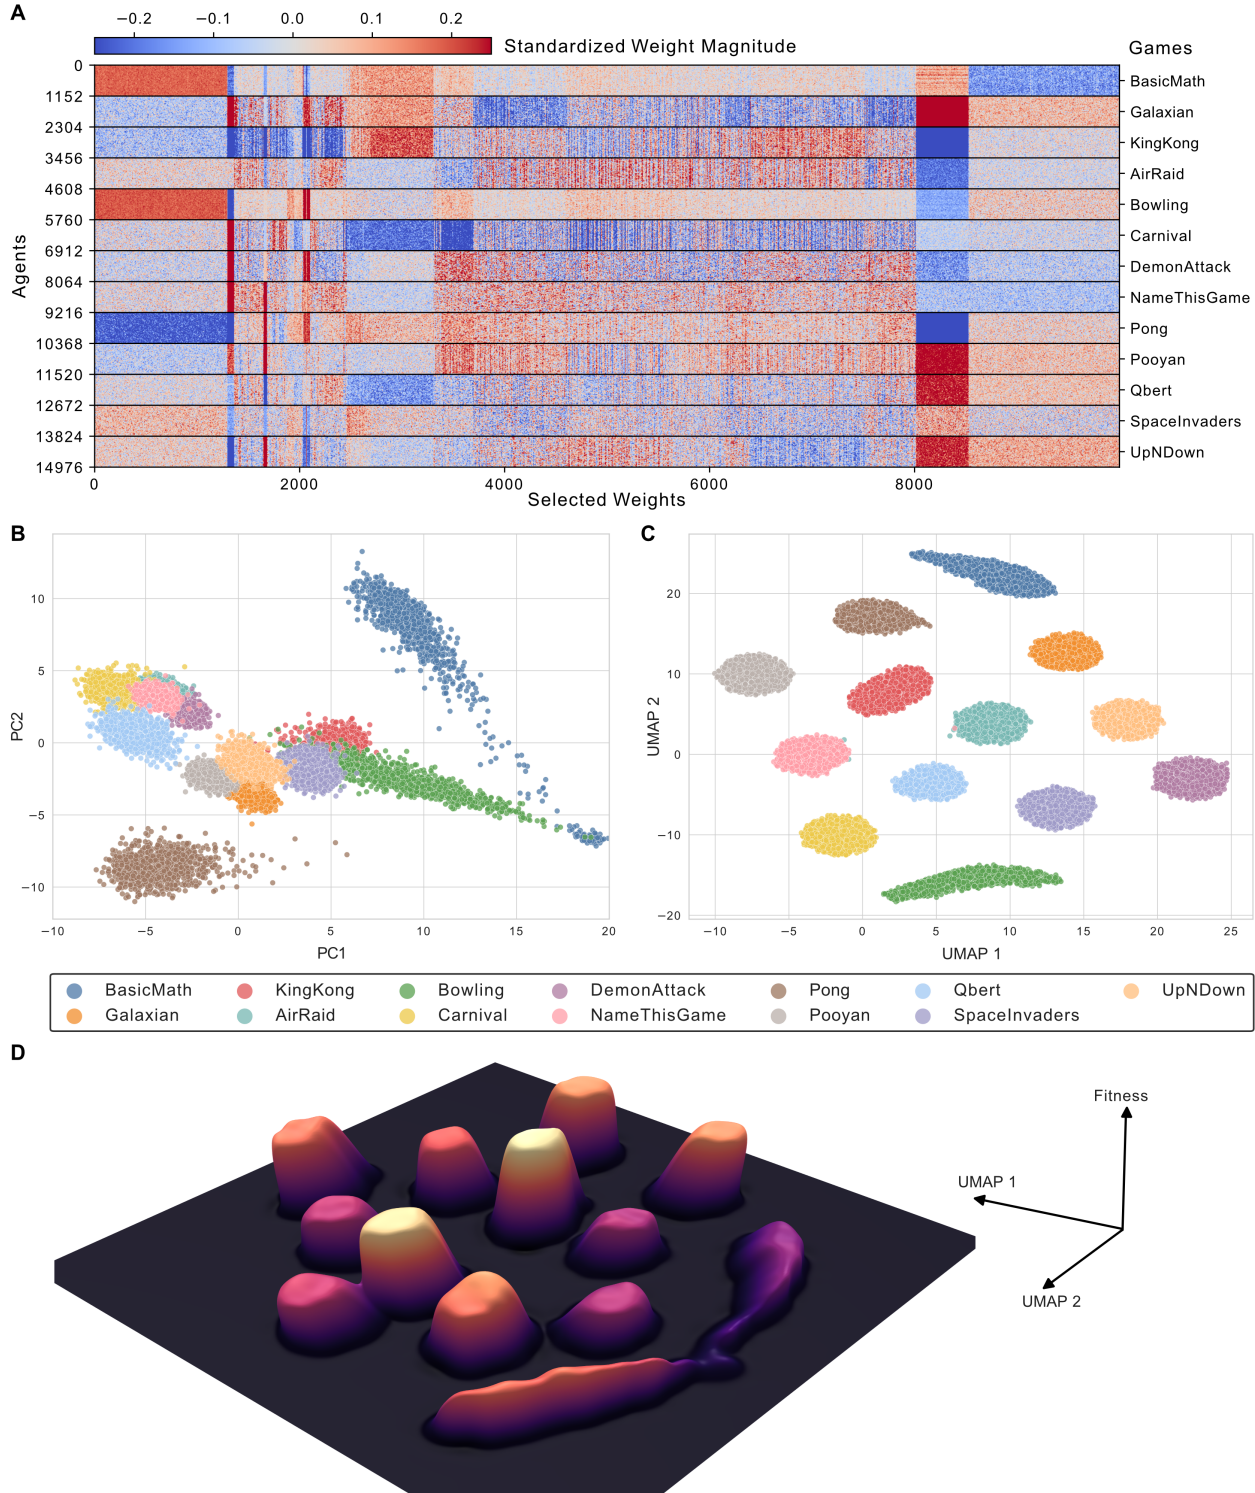 A
−0.2 −0.1 0.0 0.1 0.2
Standardized Weight Magnitude
Games
0
1152
2304
3456
4608
5760
6912
8064
9216
10368
11520
12672
13824
14976
Agents
BasicMath
Galaxian
KingKong
AirRaid
Bowling
Carnival
DemonAttack
NameThisGame
Pong
Pooyan
Qbert
SpaceInvaders
UpNDown
0 2000 4000 6000 8000
Selected Weights
B
10
5
0
−5
−10
PC2
−10 −5 0 5 10 15 20
PC1
C
20
10
0
−10
−20
UMAP 2
−10 −5 0 5 10 15 20 25
UMAP 1
BasicMath KingKong Bowling DemonAttack Pong Qbert UpNDown
Galaxian AirRaid Carnival NameThisGame Pooyan SpaceInvaders
D
Fitness
UMAP 1
UMAP 2